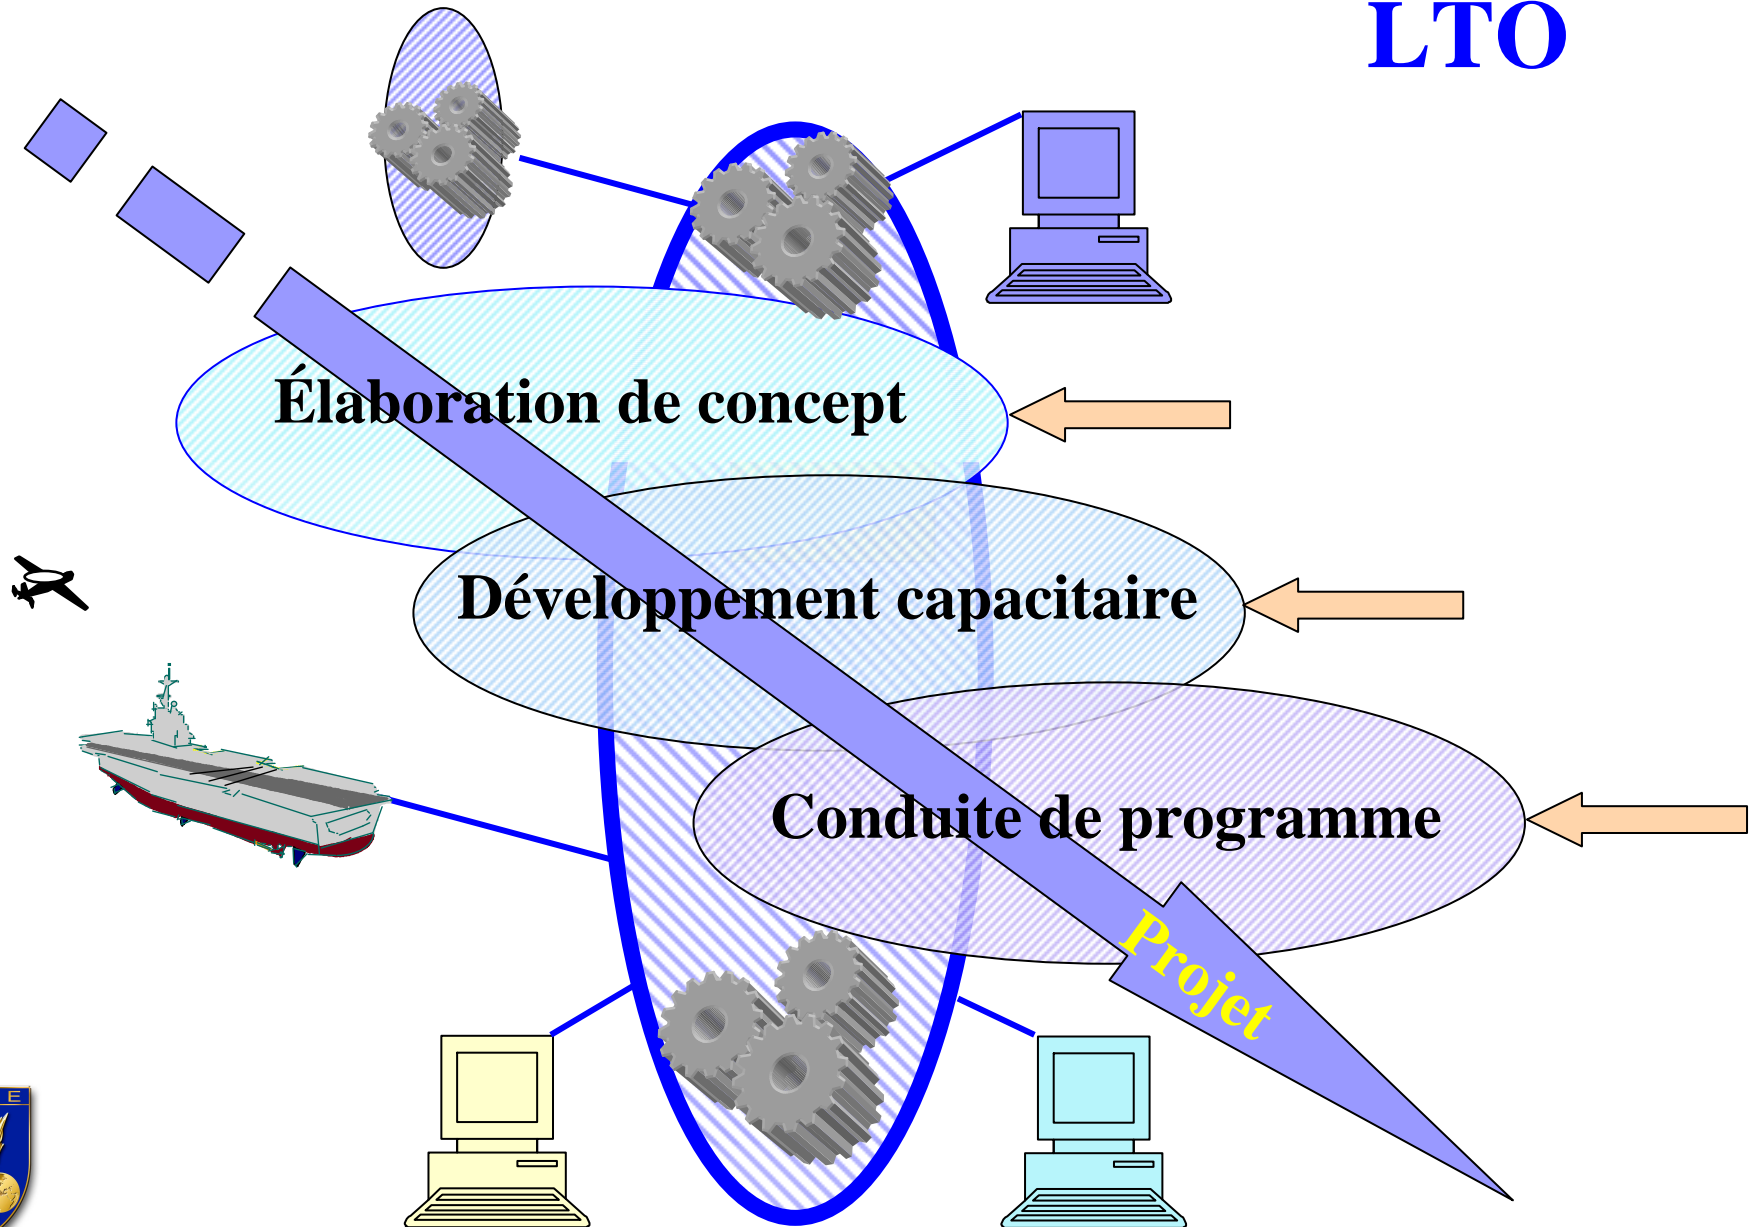 LTO
Élaboration de concept
Développement capacitaire
Conduite de programme
Projet
E